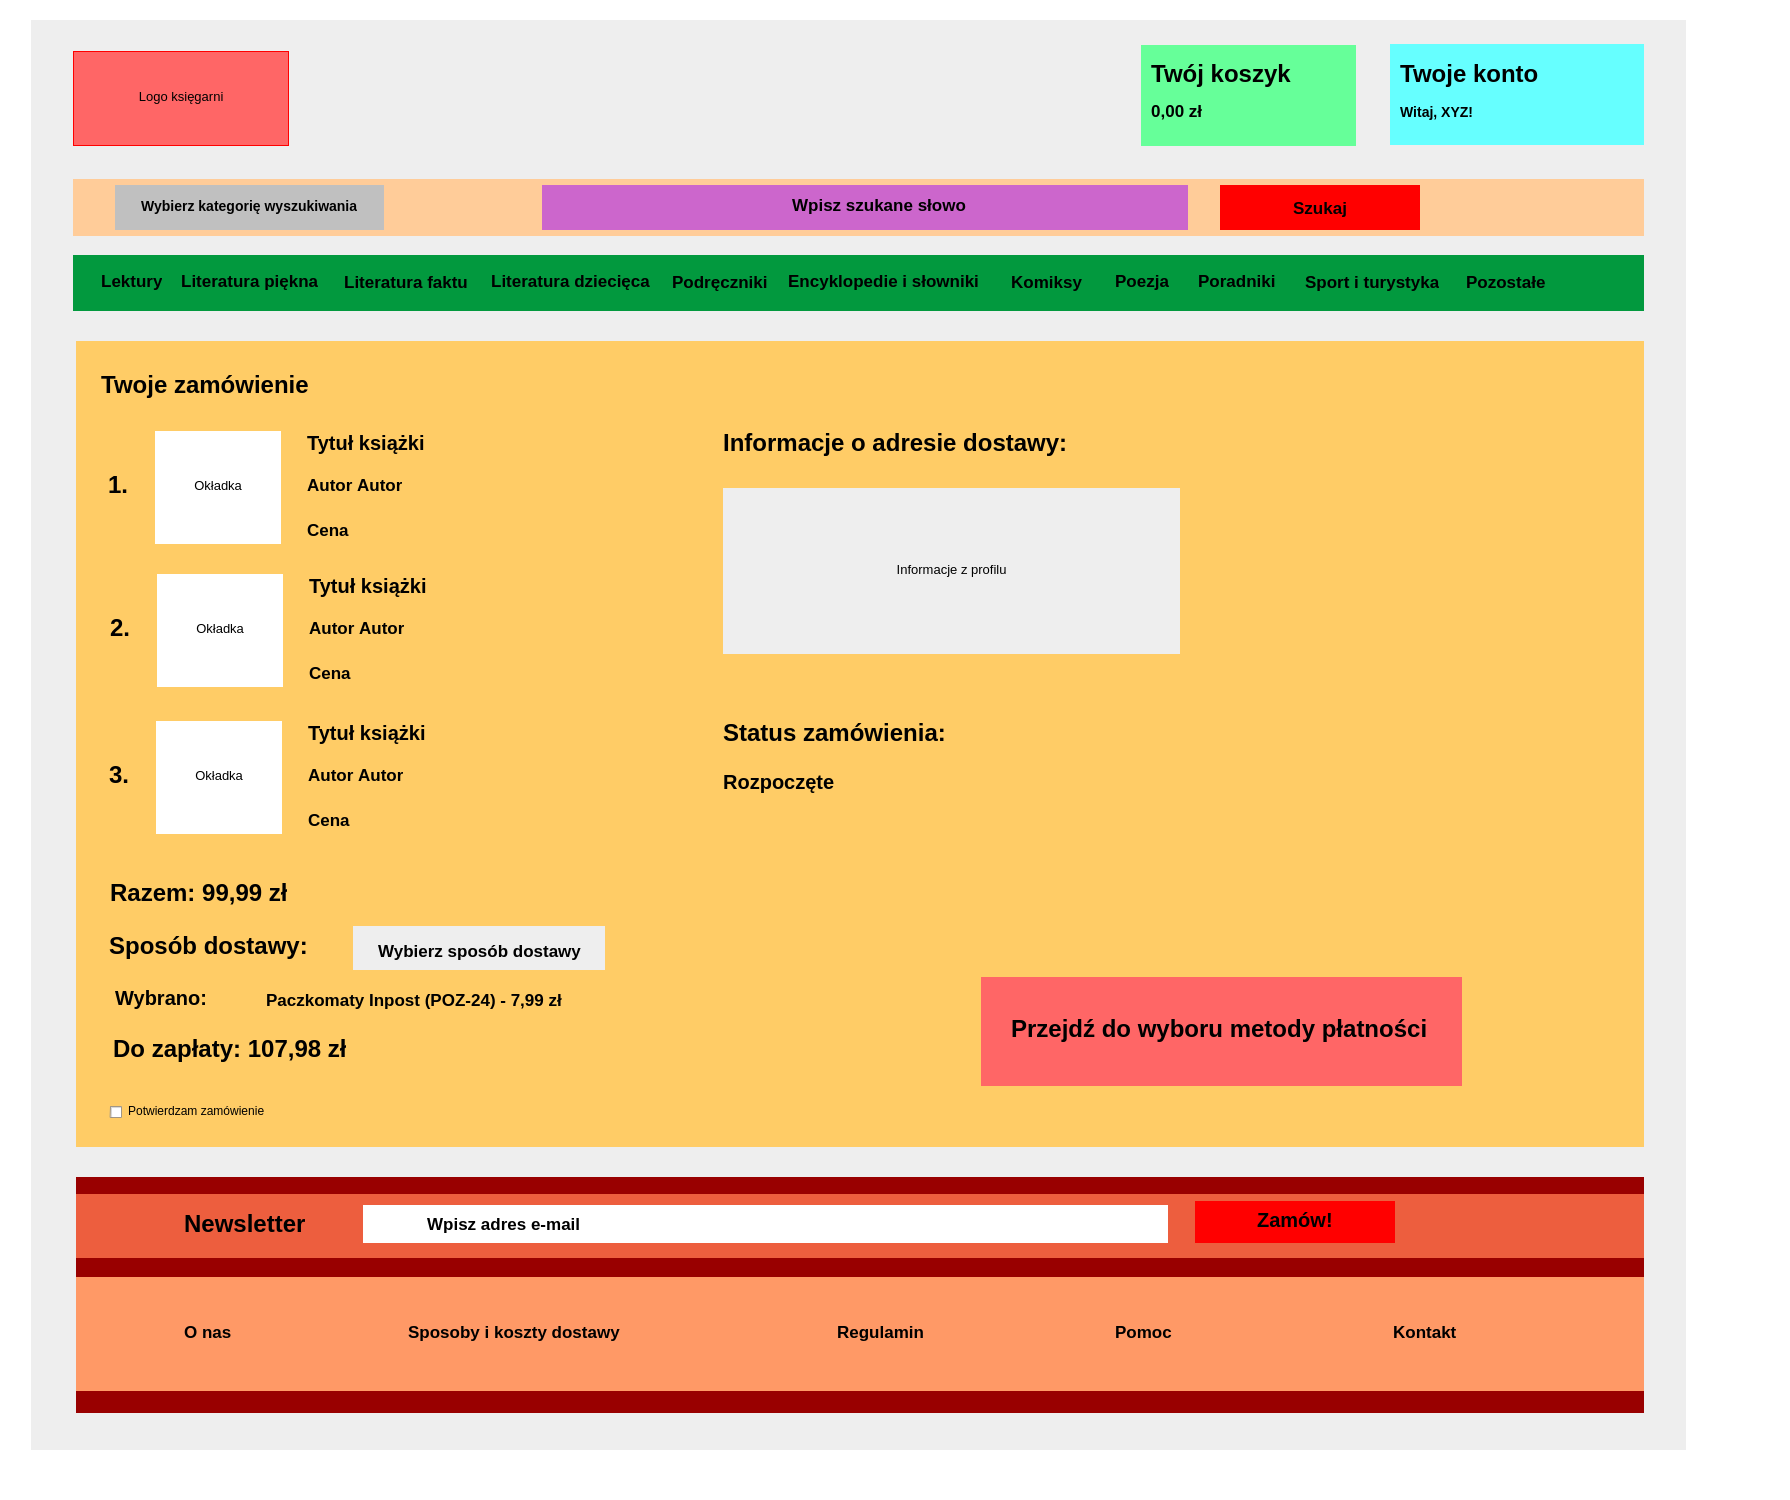 Logo księgarni
Twój koszyk
0,00 zł
Twoje konto
Witaj, XYZ!
Wybierz kategorię wyszukiwania
Wpisz szukane słowo
Szukaj
Lektury
Literatura piękna
Literatura faktu
Literatura dziecięca
Podręczniki
Encyklopedie i słowniki
Komiksy
Poezja
Poradniki
Sport i turystyka
Pozostałe
Twoje zamówienie
1.
Okładka
Tytuł książki
Autor Autor
Cena
2.
Okładka
Tytuł książki
Autor Autor
Cena
3.
Okładka
Tytuł książki
Autor Autor
Cena
Informacje o adresie dostawy:
Informacje z profilu
Status zamówienia:
Rozpoczęte
Razem: 99,99 zł
Sposób dostawy:
Wybierz sposób dostawy
Wybrano:
Paczkomaty Inpost (POZ-24) - 7,99 zł
Do zapłaty: 107,98 zł
Potwierdzam zamówienie
Przejdź do wyboru metody płatności
Newsletter
Wpisz adres e-mail
Zamów!
O nas
Sposoby i koszty dostawy
Regulamin
Pomoc
Kontakt